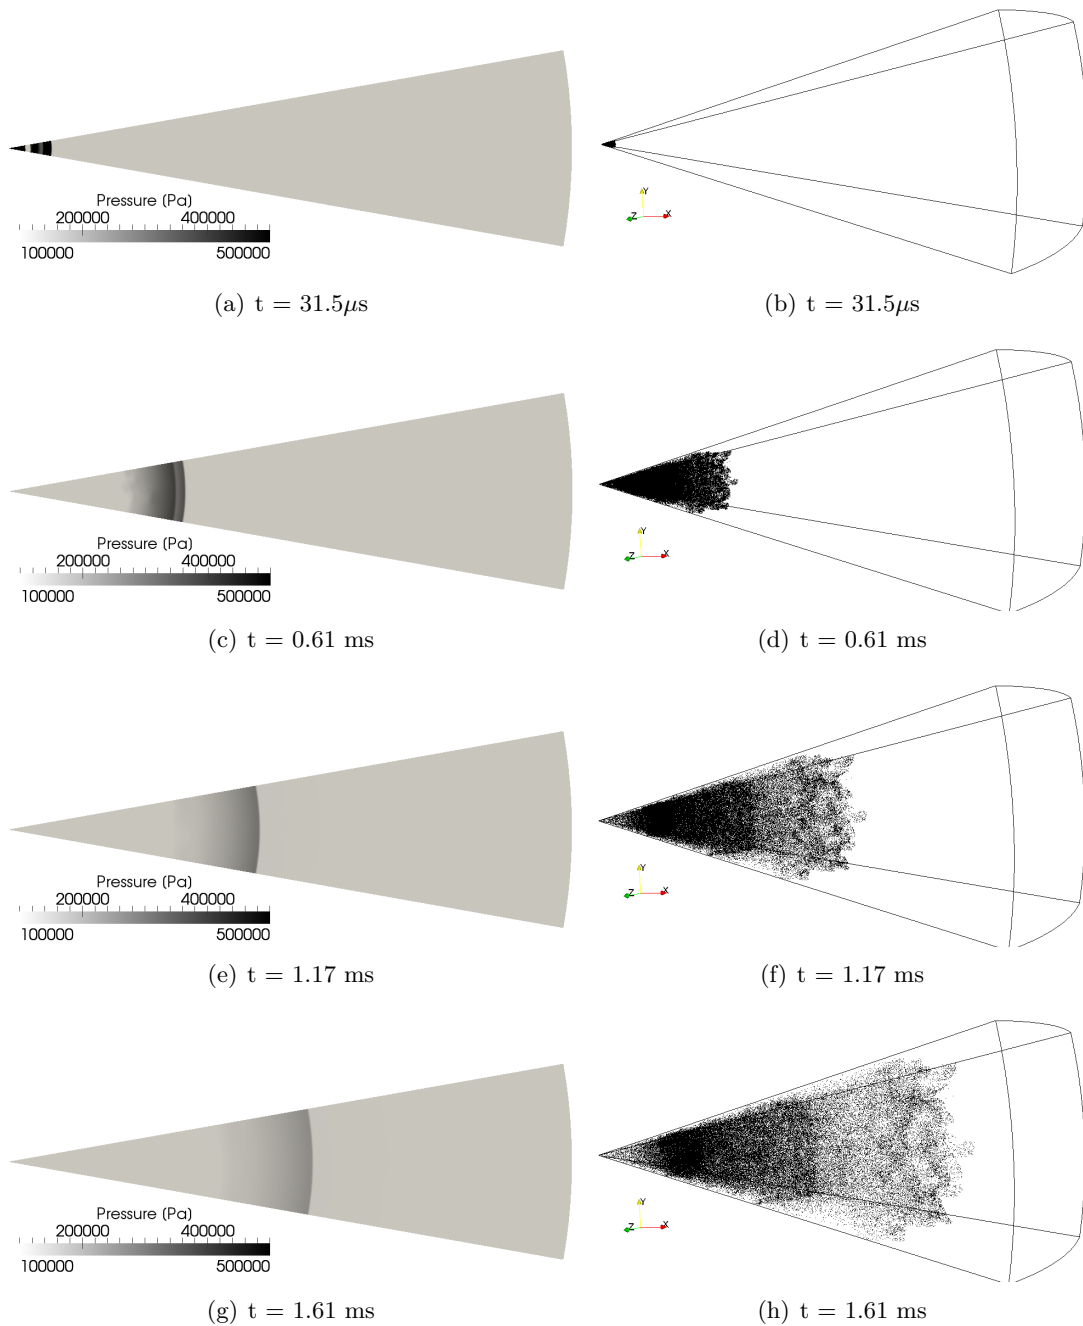 Pressure (Pa)
200000 400000
100000 500000
Y
Z X
(a) t = 31.5μs
(b) t = 31.5μs
Pressure (Pa)
200000 400000
100000 500000
Y
Z X
(c) t = 0.61 ms
(d) t = 0.61 ms
Pressure (Pa)
200000 400000
100000 500000
Y
Z X
(e) t = 1.17 ms
(f) t = 1.17 ms
Pressure (Pa)
200000 400000
100000 500000
Y
Z X
(g) t = 1.61 ms
(h) t = 1.61 ms